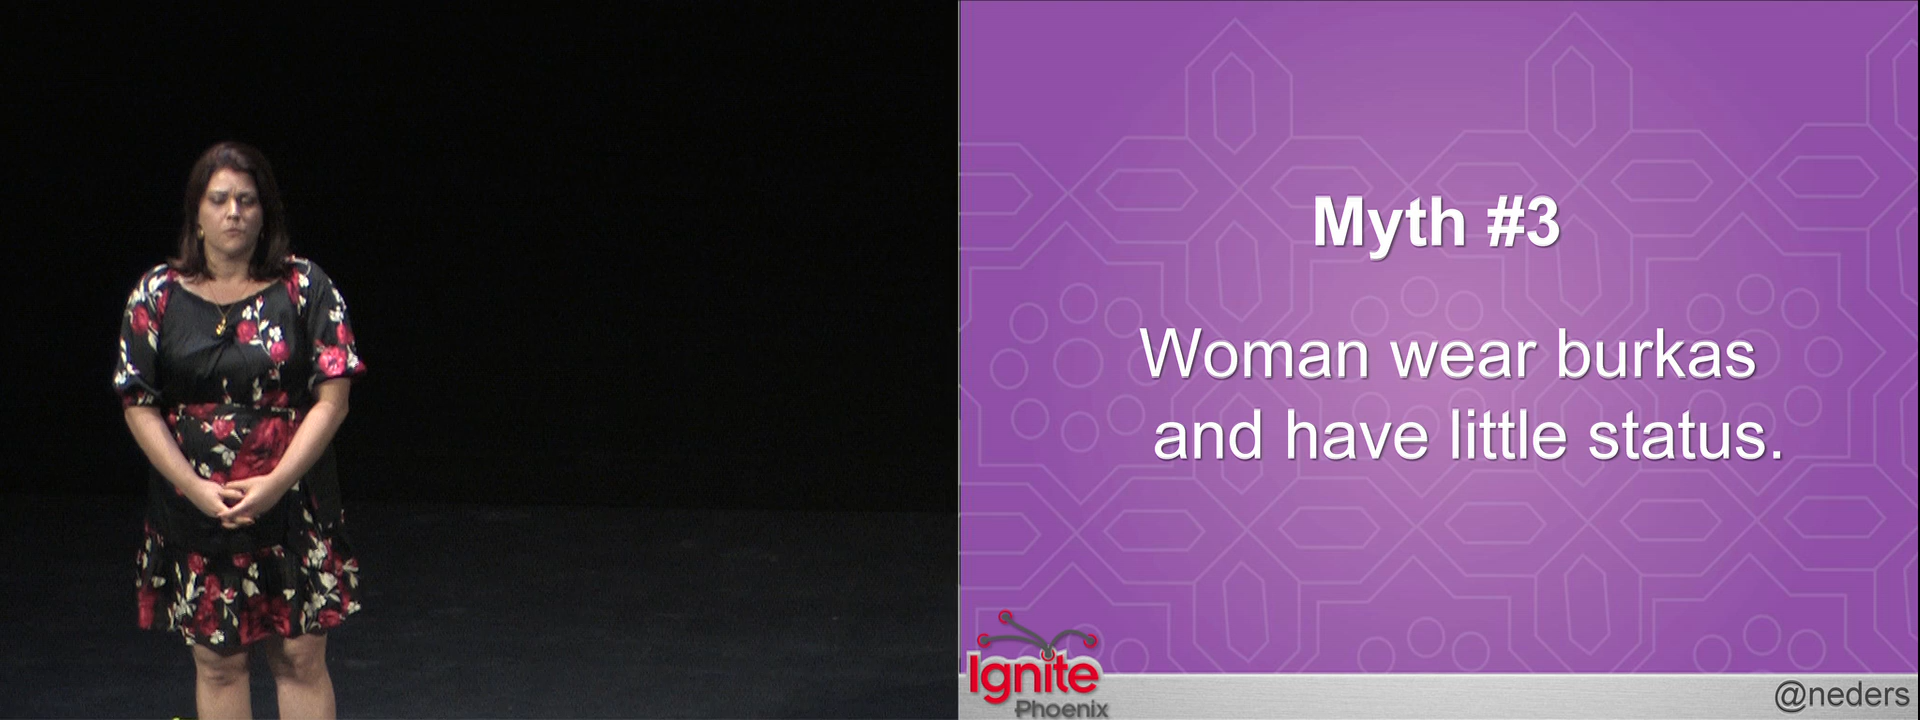 Myth #3
Woman wear burkas
and have little status.
Ignite
Phoenix
@neders